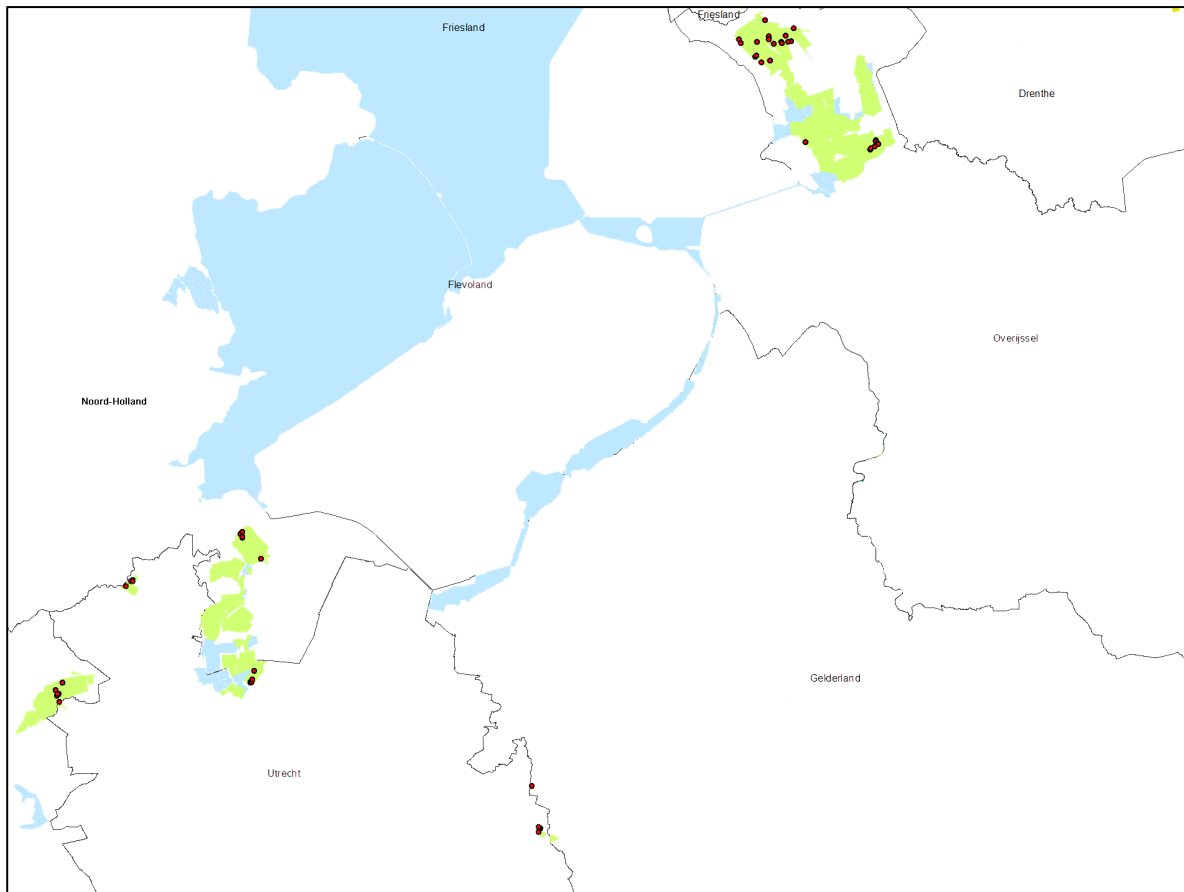 Friesland
Friesland
Drenthe
Flevoland
Overijssel
Noord-Holland
Gelderland
Utrecht